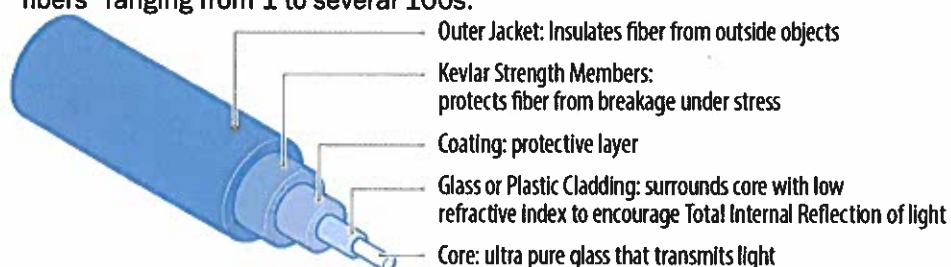 fibers" ranging from 1 to several 100s.
Outer Jacket: Insulates fiber from outside objects
Kevlar Strength Members:
protects fiber from breakage under stress
Coating: protective layer
Glass or Plastic Cladding: surrounds core with low
refractive index to encourage Total Internal Reflection of light
Core: ultra pure glass that transmits light